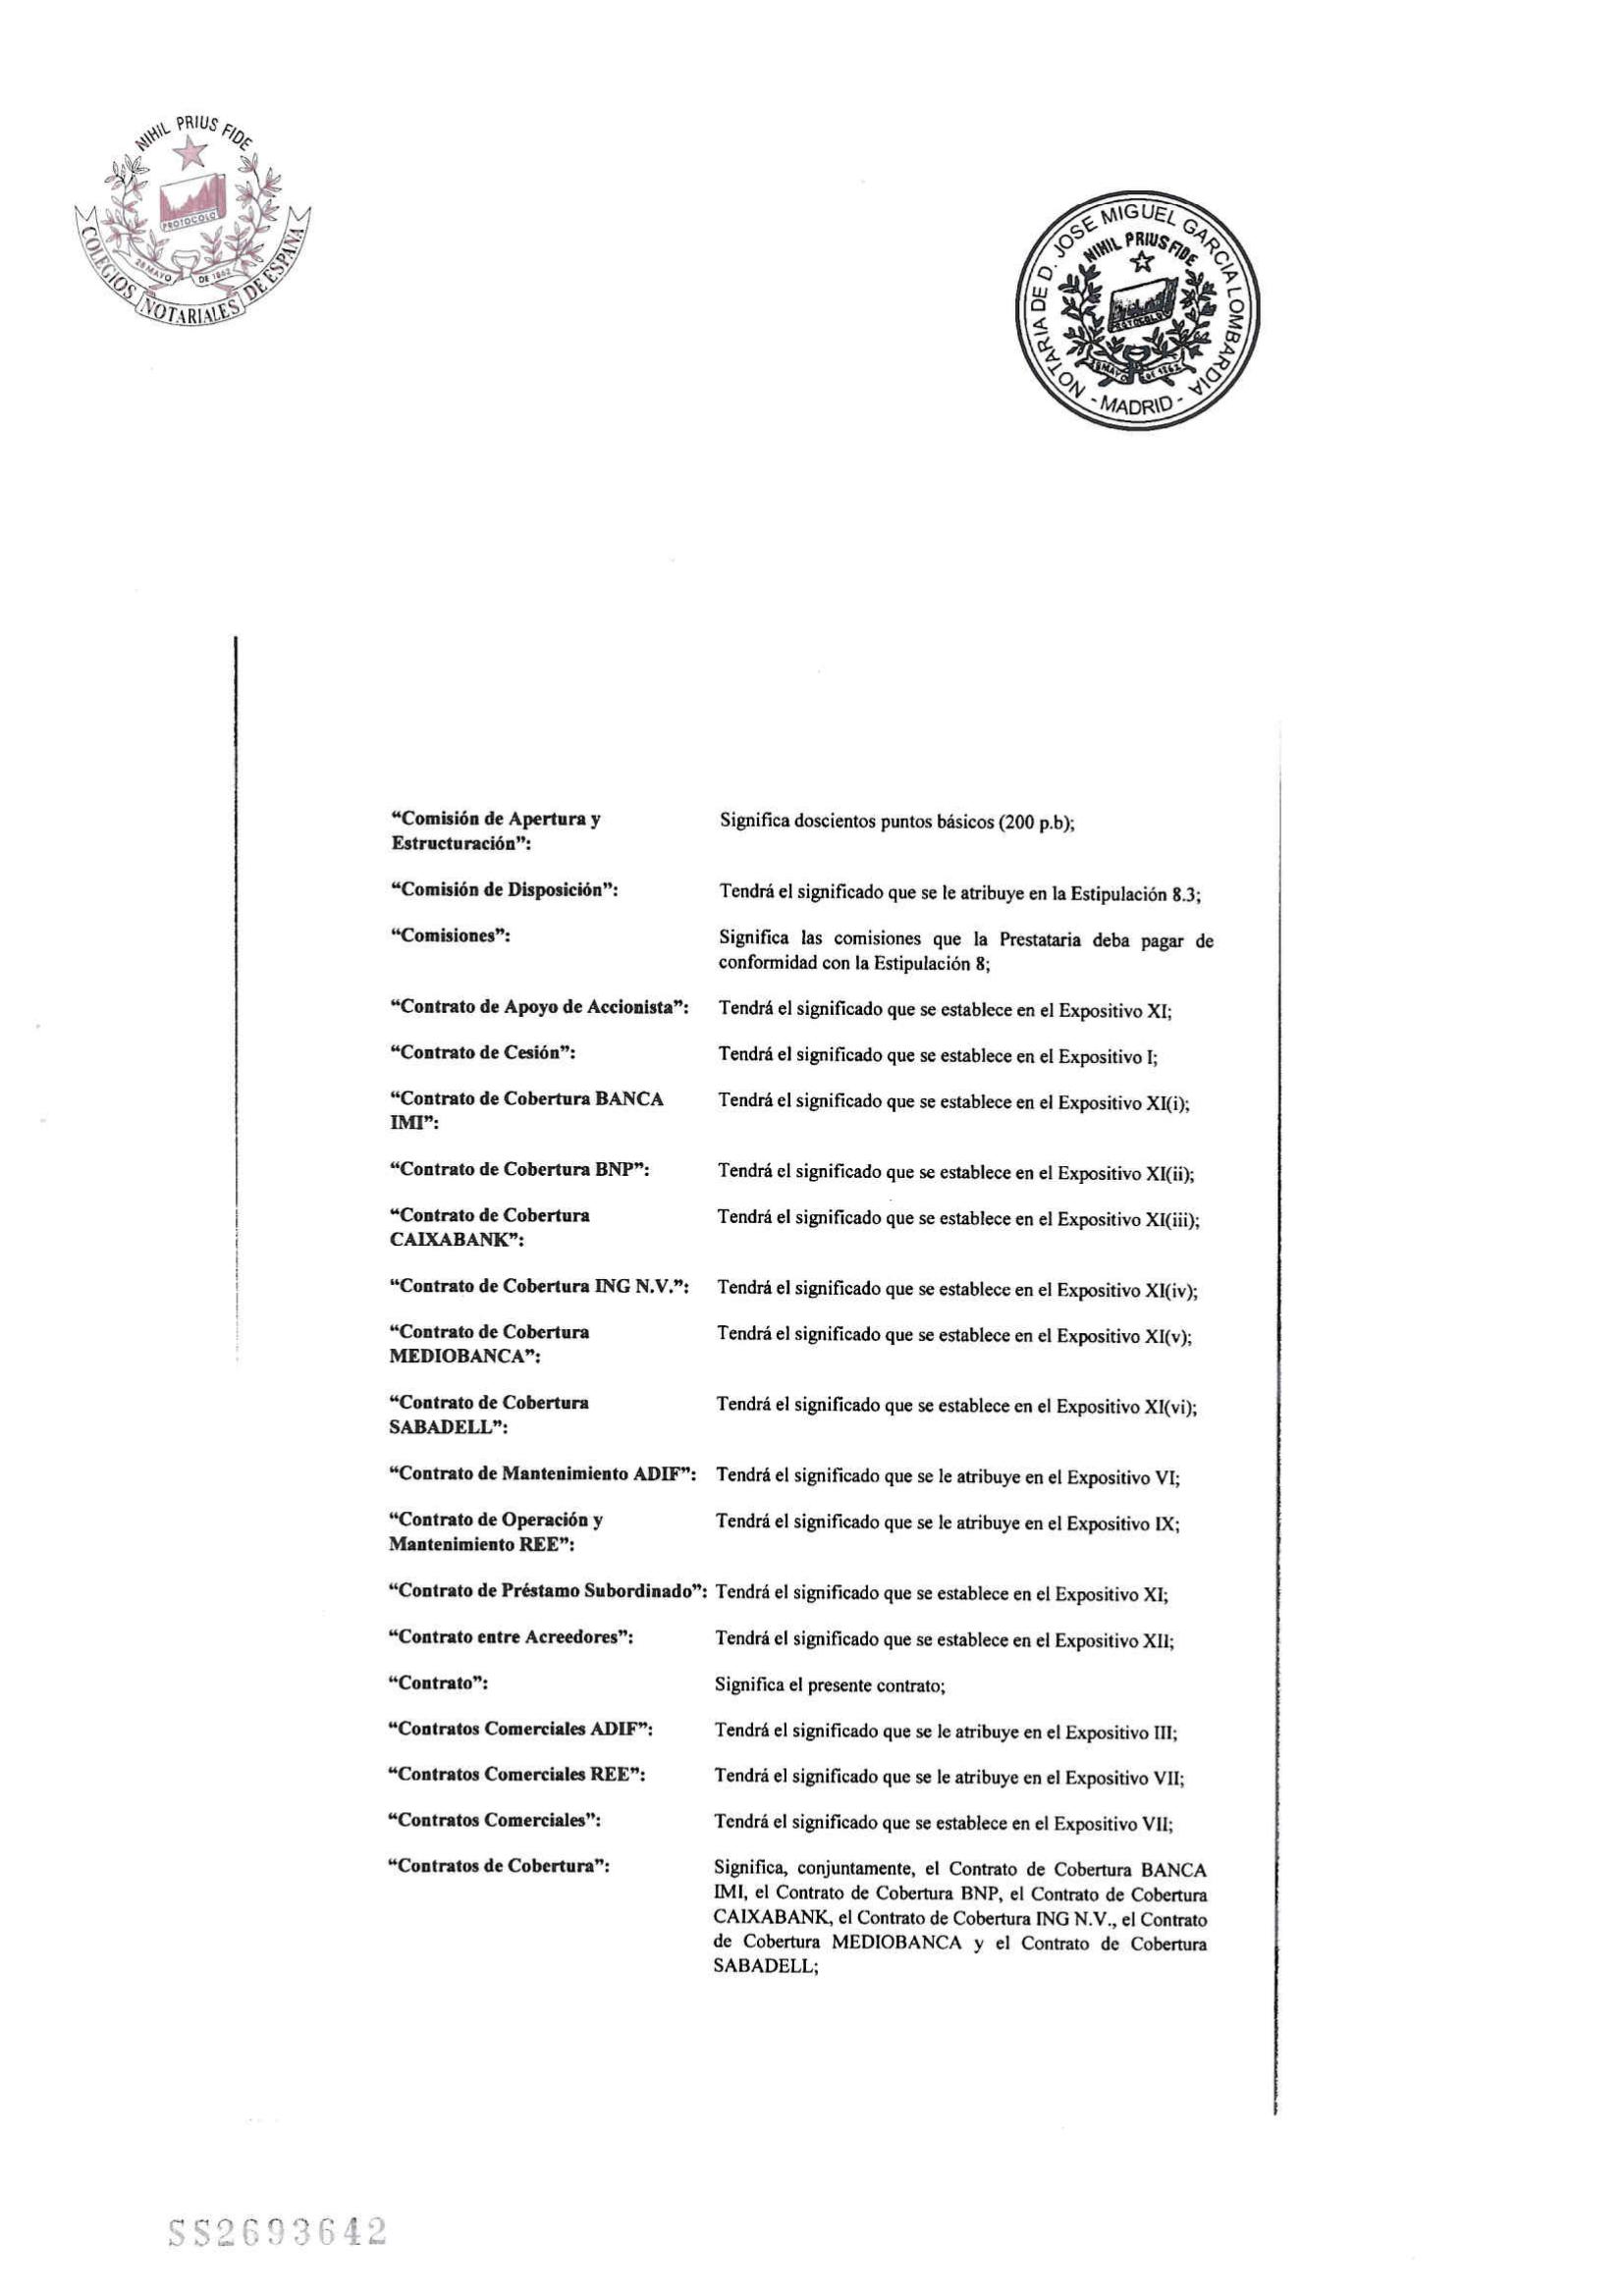 NIHIL PRIUS FIDE
PROTOCOLO
28 MAYO DE 1862
COLEGIOS NOTARIALES DE ESPAÑA
NOTARIA DE D. JOSE MIGUEL GARCIA LOMBARDIA
NIHIL PRIUS FIDE
PROTOCOLO
28 MAYO DE 1862
- MADRID -
“Comisión de Apertura y Significa doscientos puntos básicos (200 p.b);
Estructuración”:
“Comisión de Disposición”: Tendrá el significado que se le atribuye en la Estipulación 8.3;
“Comisiones”: Significa las comisiones que la Prestataria deba pagar de
conformidad con la Estipulación 8;
“Contrato de Apoyo de Accionista”: Tendrá el significado que se establece en el Expositivo XI;
“Contrato de Cesión”: Tendrá el significado que se establece en el Expositivo I;
“Contrato de Cobertura BANCA Tendrá el significado que se establece en el Expositivo XI(i);
IMI”:
“Contrato de Cobertura BNP”: Tendrá el significado que se establece en el Expositivo XI(ii);
“Contrato de Cobertura Tendrá el significado que se establece en el Expositivo XI(iii);
CAIXABANK”:
“Contrato de Cobertura ING N.V.”: Tendrá el significado que se establece en el Expositivo XI(iv);
“Contrato de Cobertura Tendrá el significado que se establece en el Expositivo XI(v);
MEDIOBANCA”:
“Contrato de Cobertura Tendrá el significado que se establece en el Expositivo XI(vi);
SABADELL”:
“Contrato de Mantenimiento ADIF”: Tendrá el significado que se le atribuye en el Expositivo VI;
“Contrato de Operación y Tendrá el significado que se le atribuye en el Expositivo IX;
Mantenimiento REE”:
“Contrato de Préstamo Subordinado”: Tendrá el significado que se establece en el Expositivo XI;
“Contrato entre Acreedores”: Tendrá el significado que se establece en el Expositivo XII;
“Contrato”: Significa el presente contrato;
“Contratos Comerciales ADIF”: Tendrá el significado que se le atribuye en el Expositivo III;
“Contratos Comerciales REE”: Tendrá el significado que se le atribuye en el Expositivo VII;
“Contratos Comerciales”: Tendrá el significado que se establece en el Expositivo VII;
“Contratos de Cobertura”: Significa, conjuntamente, el Contrato de Cobertura BANCA
IMI, el Contrato de Cobertura BNP, el Contrato de Cobertura
CAIXABANK, el Contrato de Cobertura ING N.V., el Contrato
de Cobertura MEDIOBANCA y el Contrato de Cobertura
SABADELL;
SS2693642